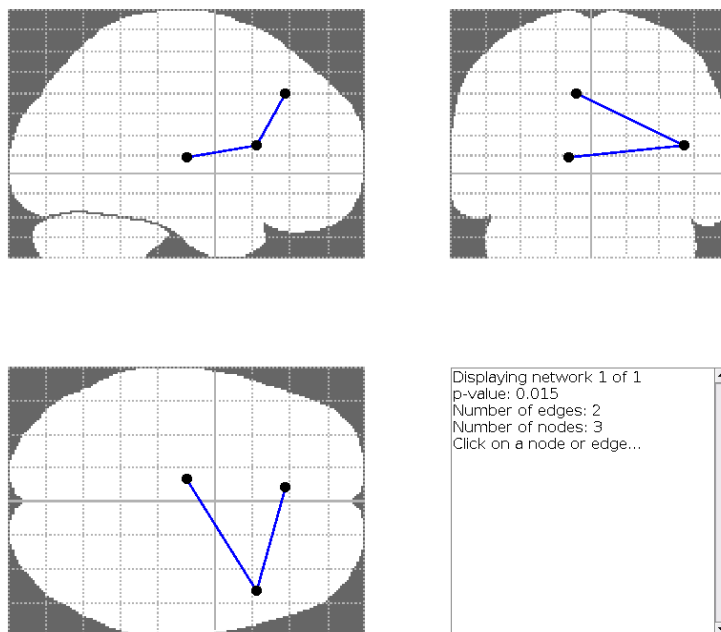 Displaying network 1 of 1
p-value: 0.015
Number of edges: 2
Number of nodes: 3
Click on a node or edge...